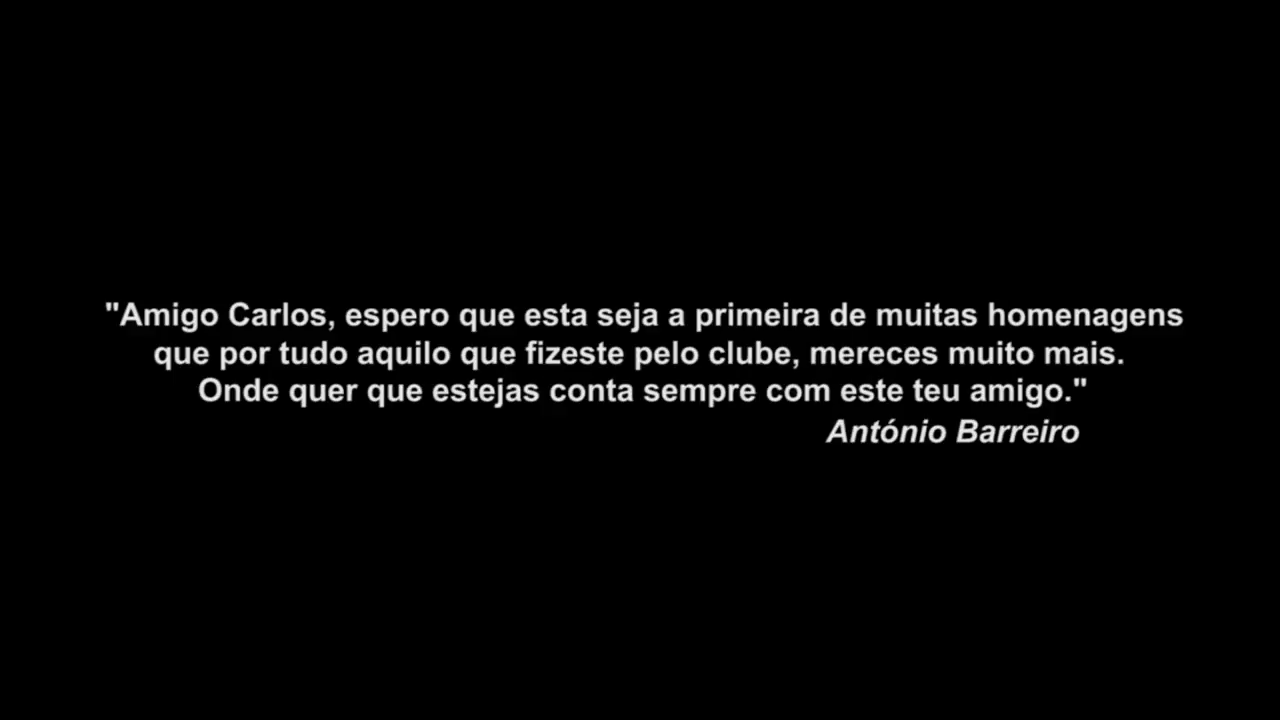 "Amigo Carlos, espero que esta seja a primeira de muitas homenagens
que por tudo aquilo que fizeste pelo clube, mereces muito mais.
Onde quer que estejas conta sempre com este teu amigo."
António Barreiro